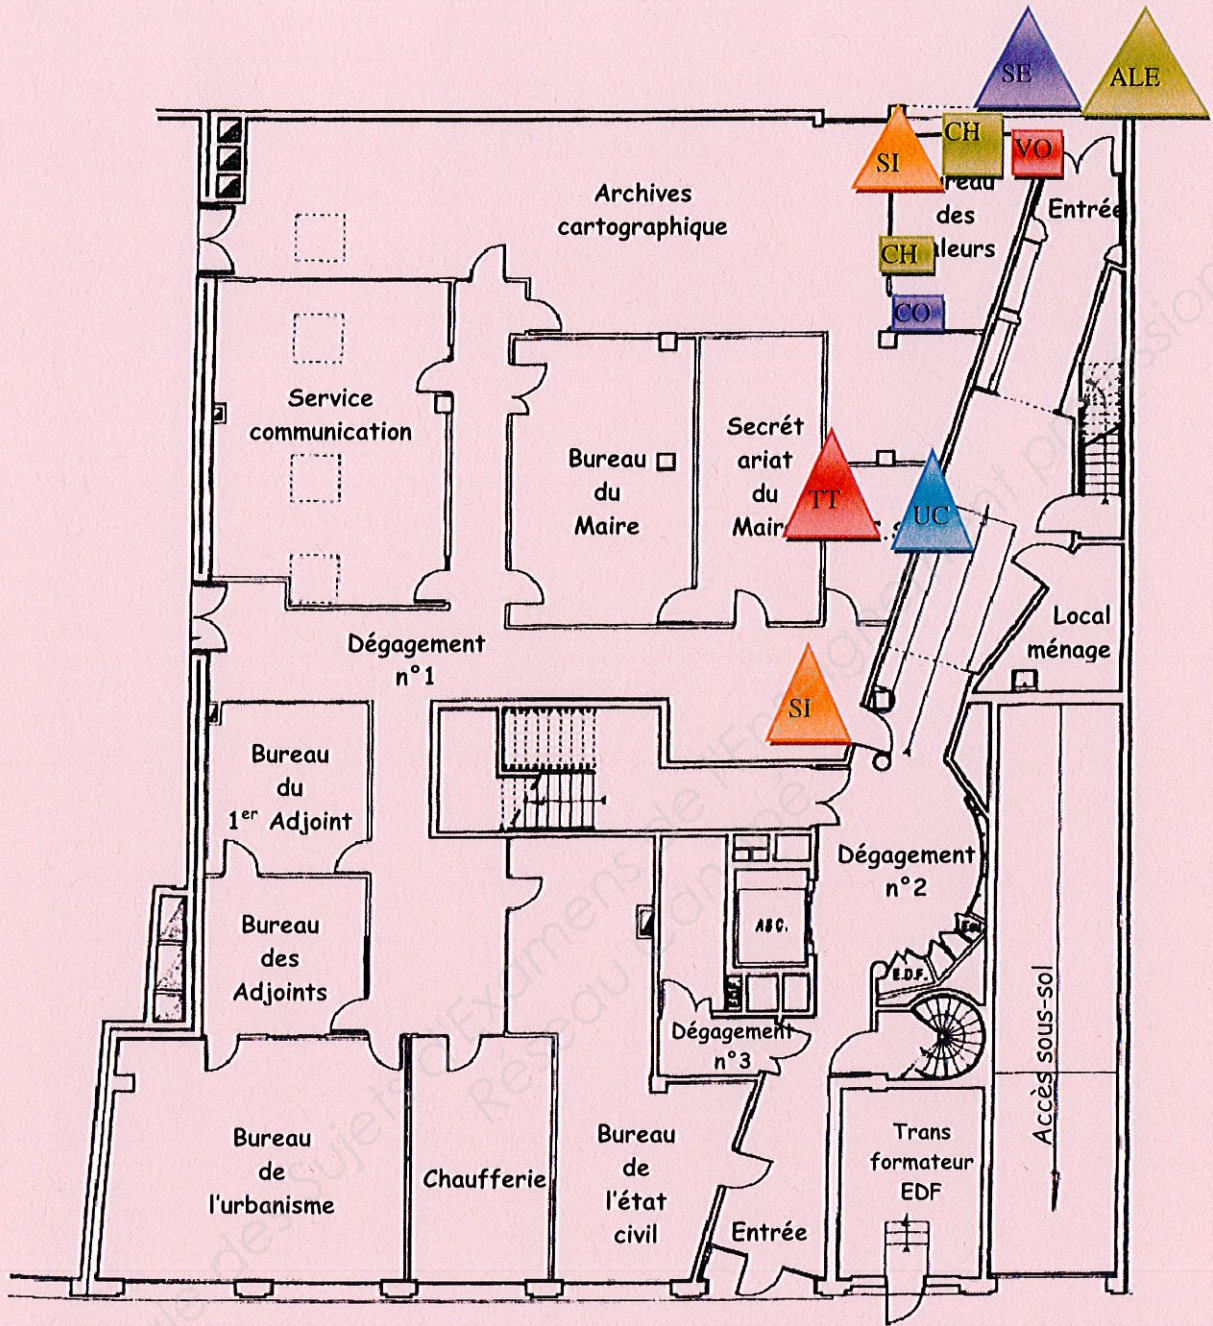 SE
ALE
SI
CH
VO
reau
des
leurs
Entrée
Archives
cartographique
CH
CO
Service
communication
Bureau
du
Maire
Secrét
ariat
du
Mair
TT
UC
Dégagement
n°1
Local
ménage
SI
Bureau
du
1er Adjoint
Dégagement
n°2
ASC.
E.D.F.
Bureau
des
Adjoints
Dégagement
n°3
Accès sous-sol
Bureau
de
l'urbanisme
Chaufferie
Bureau
de
l'état
civil
Trans
formateur
EDF
Entrée